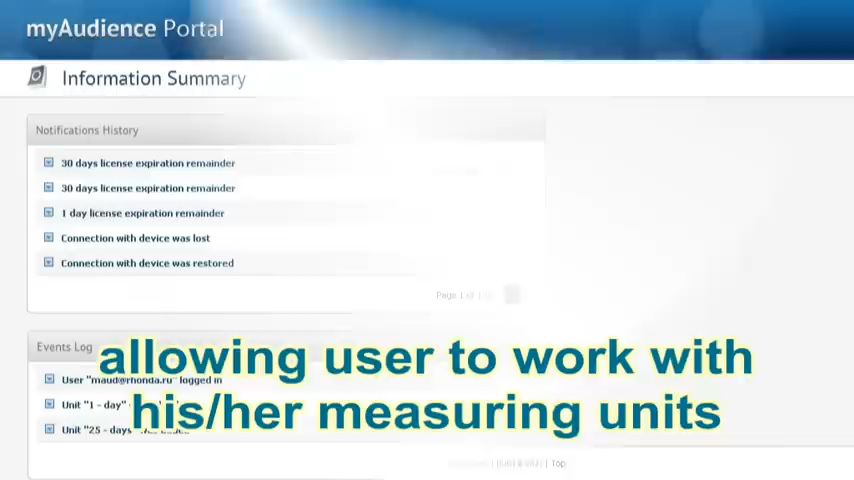 myAudience Portal
Information Summary
Notifications History
30 days license expiration remainder
30 days license expiration remainder
1 day license expiration remainder
Connection with device was lost
Connection with device was restored
Page 1 of
Events Log
allowing user to work with
User "maud@rhonda.ru" logged in
Unit "1 - day"
his/her measuring units
Unit "25 - days
| Top